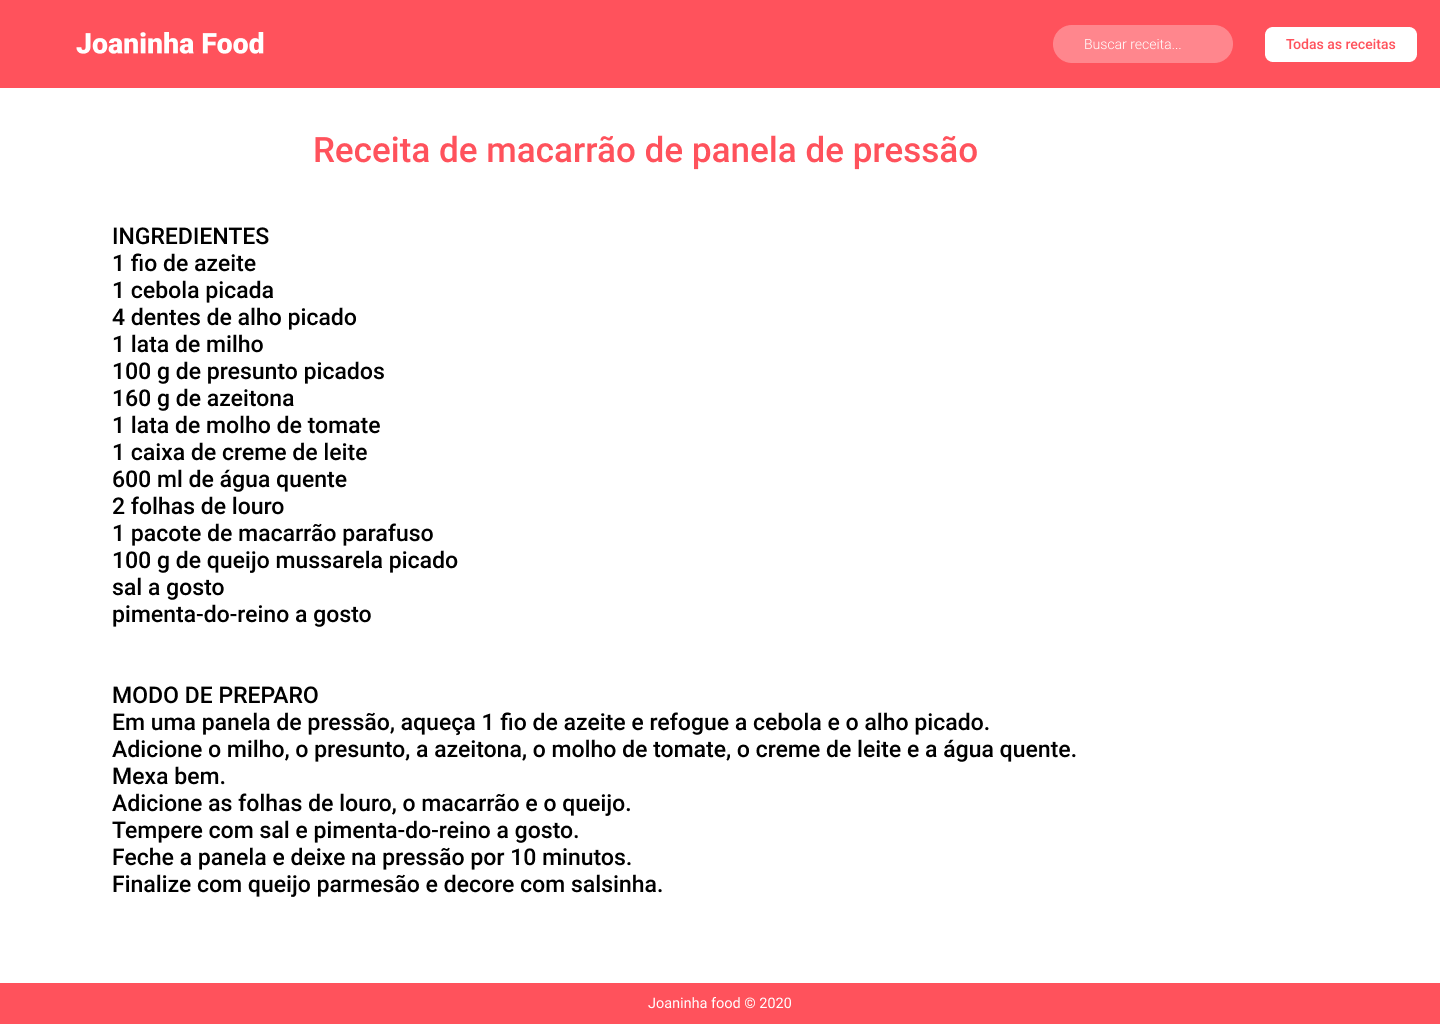 Joaninha Food
Buscar receita...
Todas as receitas
Receita de macarrão de panela de pressão
INGREDIENTES
1 fio de azeite
1 cebola picada
4 dentes de alho picado
1 lata de milho
100 g de presunto picados
160 g de azeitona
1 lata de molho de tomate
1 caixa de creme de leite
600 ml de água quente
2 folhas de louro
1 pacote de macarrão parafuso
100 g de queijo mussarela picado
sal a gosto
pimenta-do-reino a gosto
MODO DE PREPARO
Em uma panela de pressão, aqueça 1 fio de azeite e refogue a cebola e o alho picado.
Adicione o milho, o presunto, a azeitona, o molho de tomate, o creme de leite e a água quente.
Mexa bem.
Adicione as folhas de louro, o macarrão e o queijo.
Tempere com sal e pimenta-do-reino a gosto.
Feche a panela e deixe na pressão por 10 minutos.
Finalize com queijo parmesão e decore com salsinha.
Joaninha food © 2020